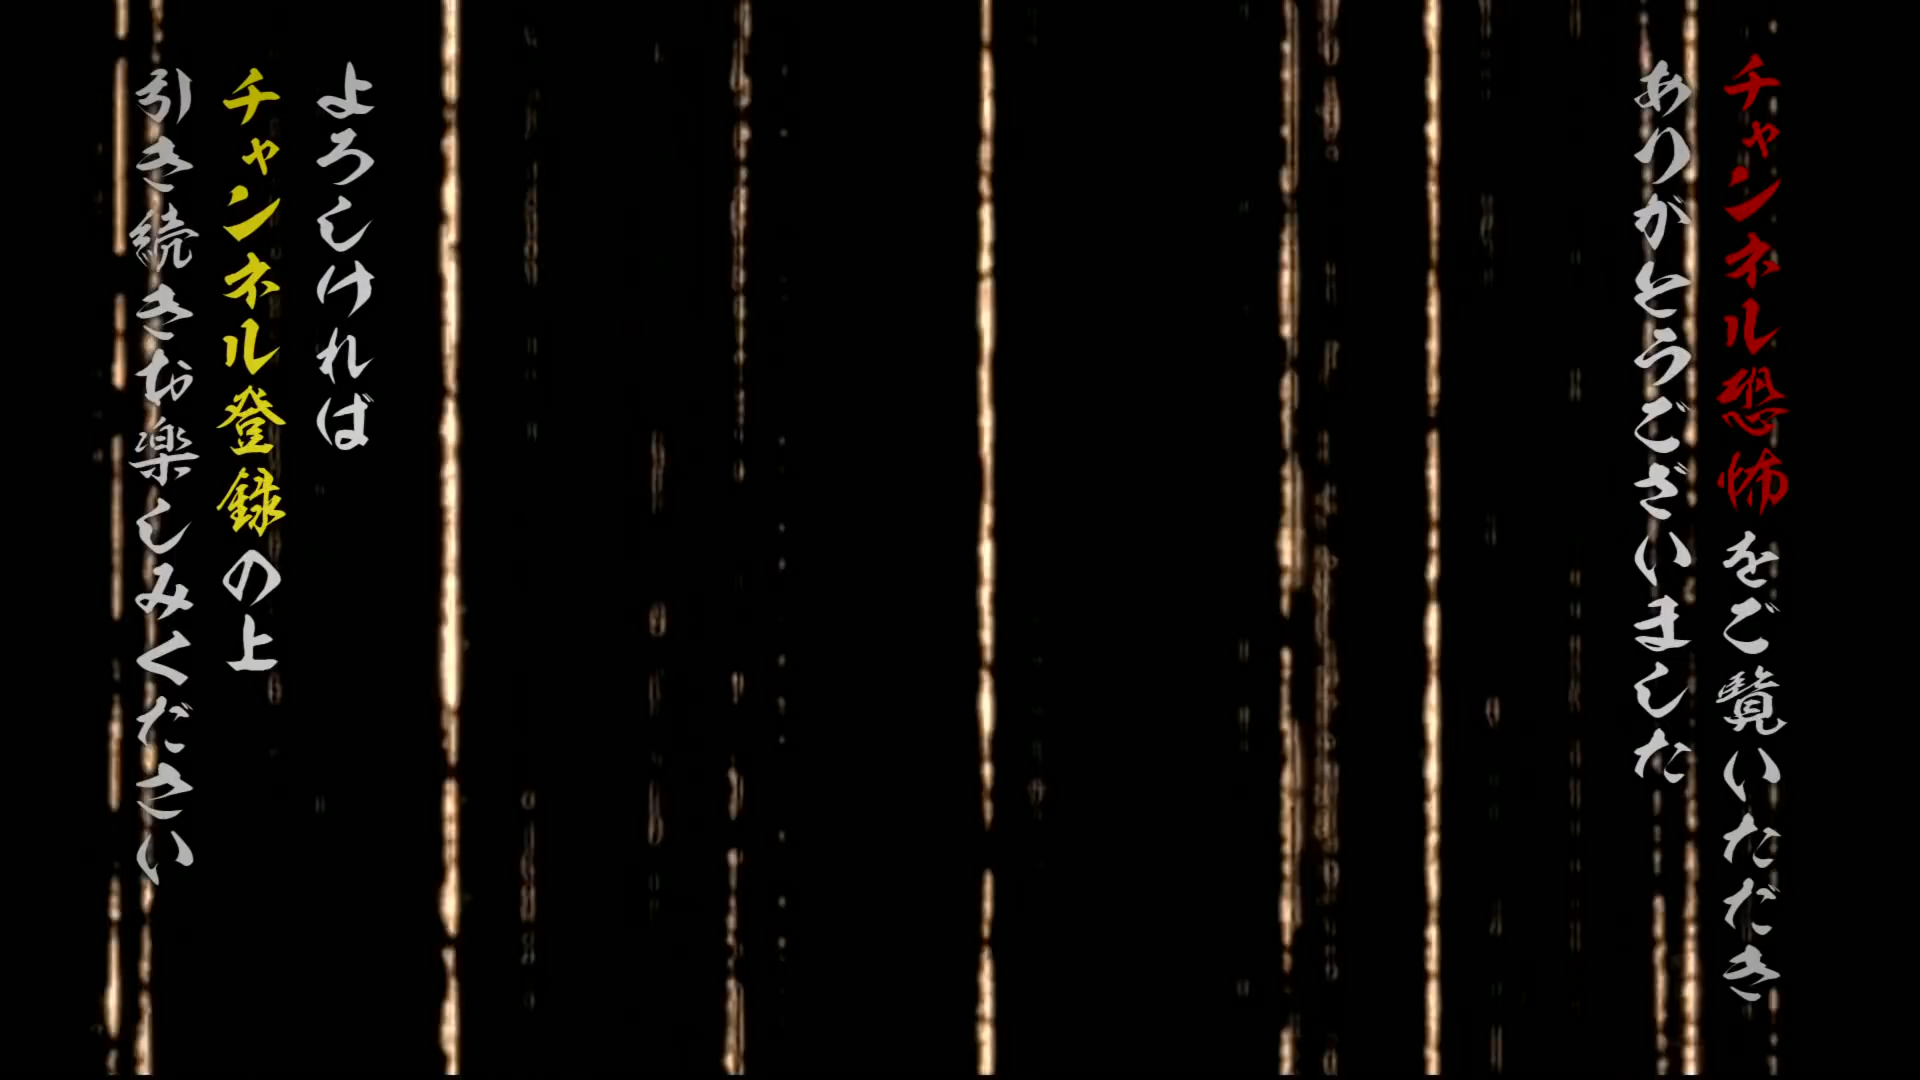 チャンネル恐怖をご覧いただき
ありがとうございました
よろしければ
チャンネル登録の上
引き続きお楽しみください